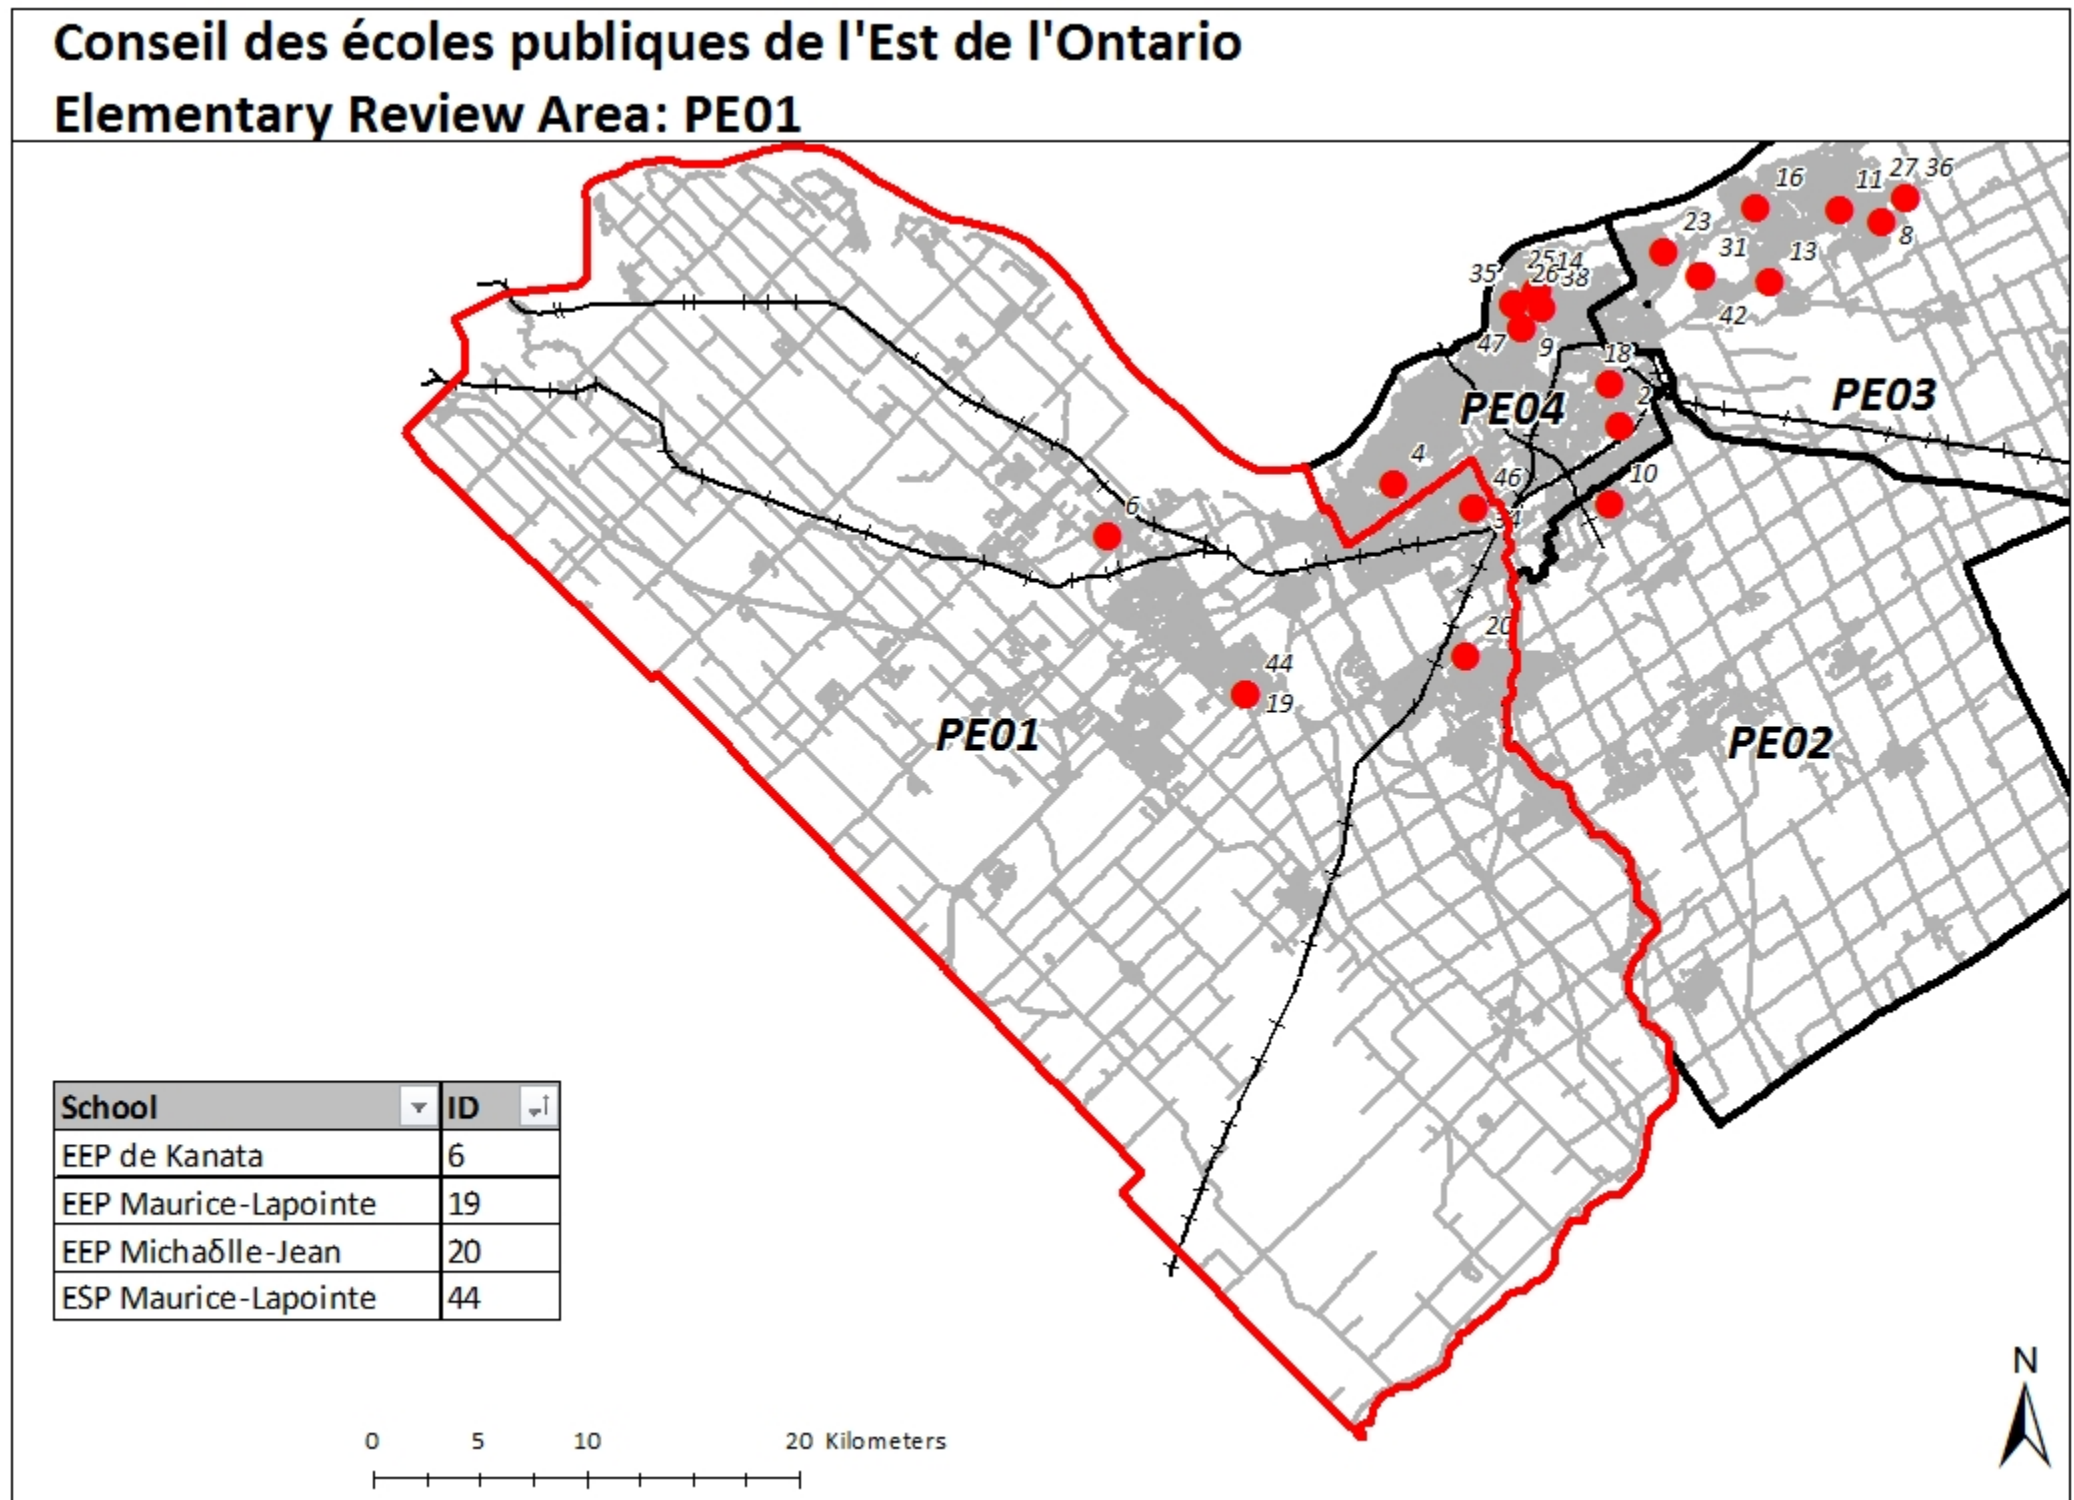 Conseil des écoles publiques de l'Est de l'Ontario
Elementary Review Area: PE01
16
11
27 36
23
8
31
13
25
14
35
26
38
42
47
9
18
PE04
2
PE03
4
46
10
6
34
20
44
19
PE01
PE02
School ID
EEP de Kanata 6
EEP Maurice-Lapointe 19
EEP Michaδlle-Jean 20
ESP Maurice-Lapointe 44
N
0 5 10 20 Kilometers